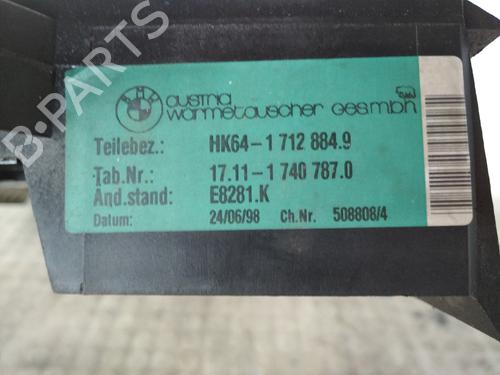 BMW
austria
wärmetauscher GesmbH
Teilebez.: HK64-1 712 884.9
Tab.Nr.: 17.11-1 740 787.0
Änd.stand: E8281.K
Datum: 24/06/98 Ch.Nr. 508808/4